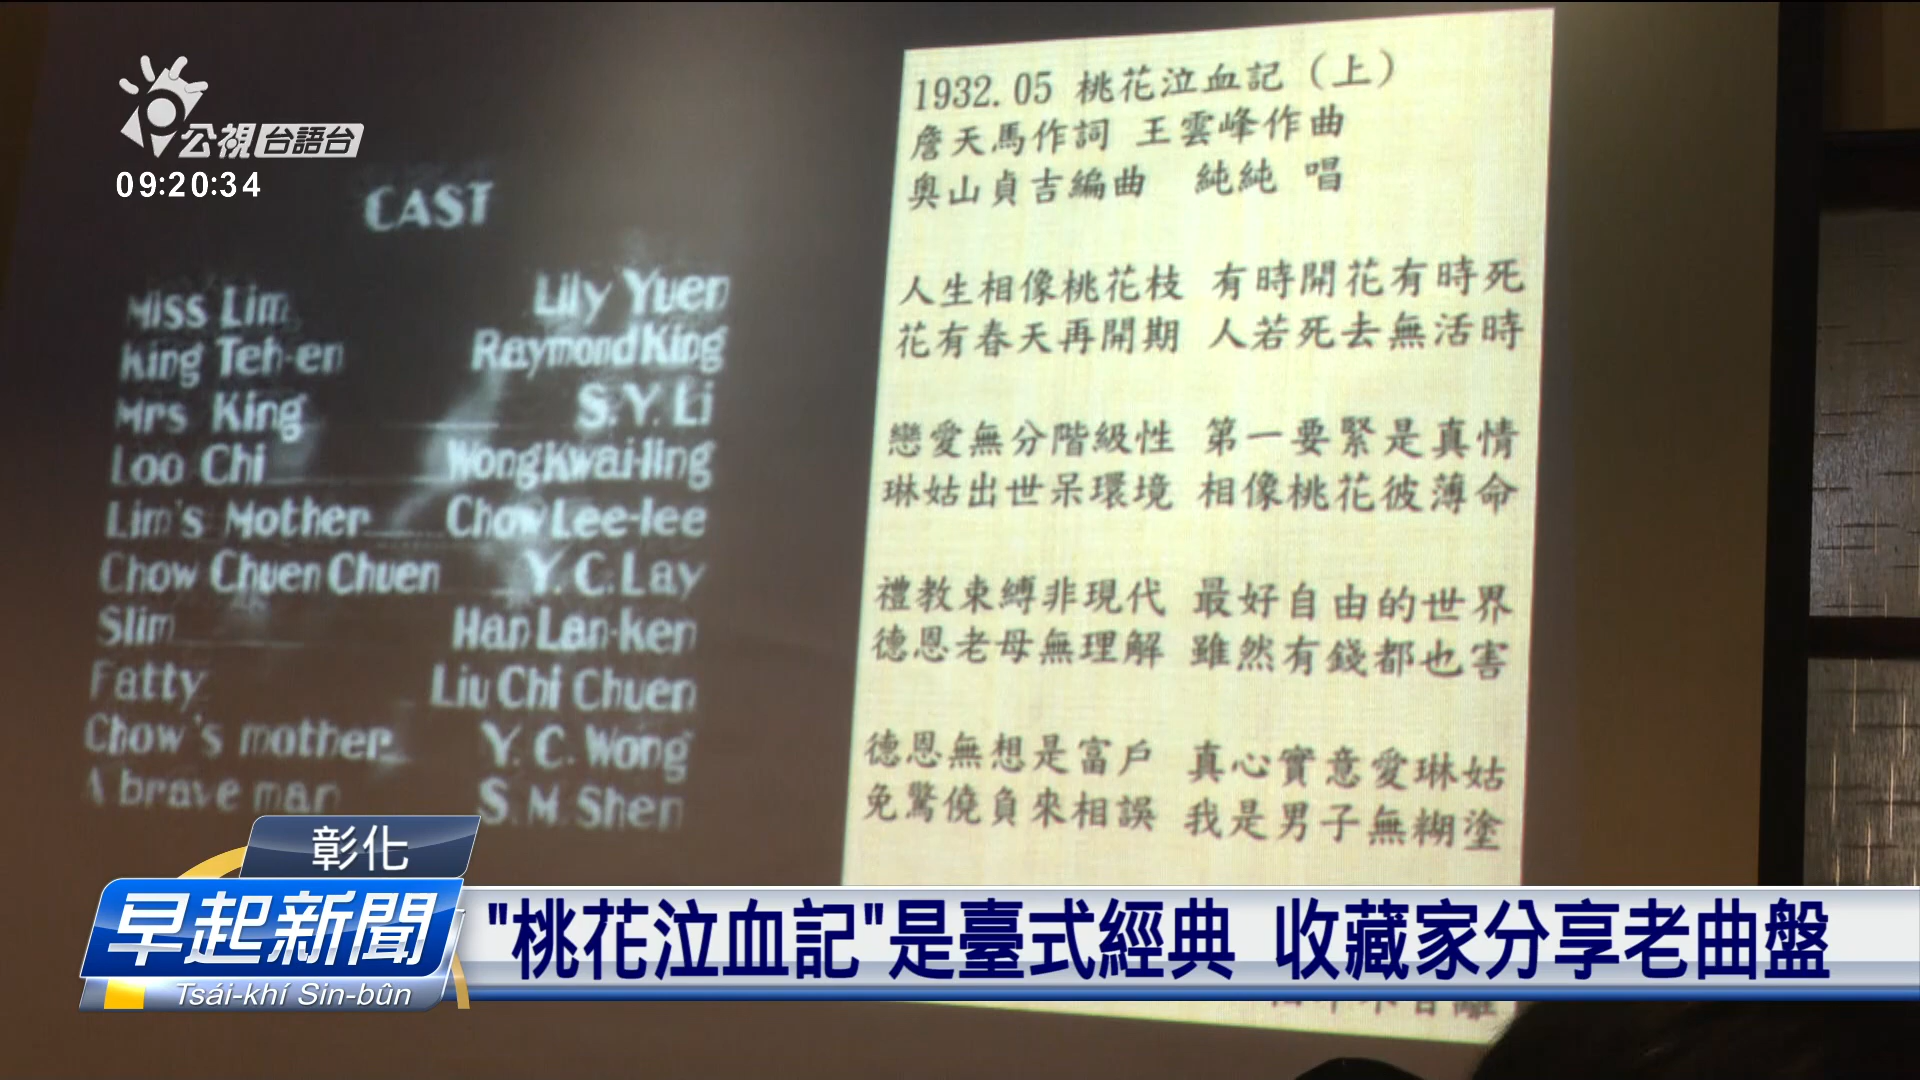 公視台語台
09:20:34
CAST
Miss Lim Lily Yuen
King Teh-en Raymond King
Mrs King S.Y. Li
Loo Chi Wong Kwai-ling
Lim's Mother Chow Lee-lee
Chow Chuen Chuen Y.C. Lay
Slim Han Lan-ken
Fatty Liu Chi Chuen
Chow's mother Y.C. Wong
A brave man S.M. Shen
1932.05 桃花泣血記（上）
詹天馬作詞 王雲峰作曲
奧山貞吉編曲 純純 唱
人生相像桃花枝 有時開花有時死
花有春天再開期 人若死去無活時
戀愛無分階級性 第一要緊是真情
琳姑出世呆環境 相像桃花彼薄命
禮教束縛非現代 最好自由的世界
德恩老母無理解 雖然有錢都也害
德恩無想是富戶 真心實意愛琳姑
免驚僥負來相誤 我是男子無糊塗
彰化
早起新聞
Tsái-khí Sin-bûn
"桃花泣血記"是臺式經典 收藏家分享老曲盤